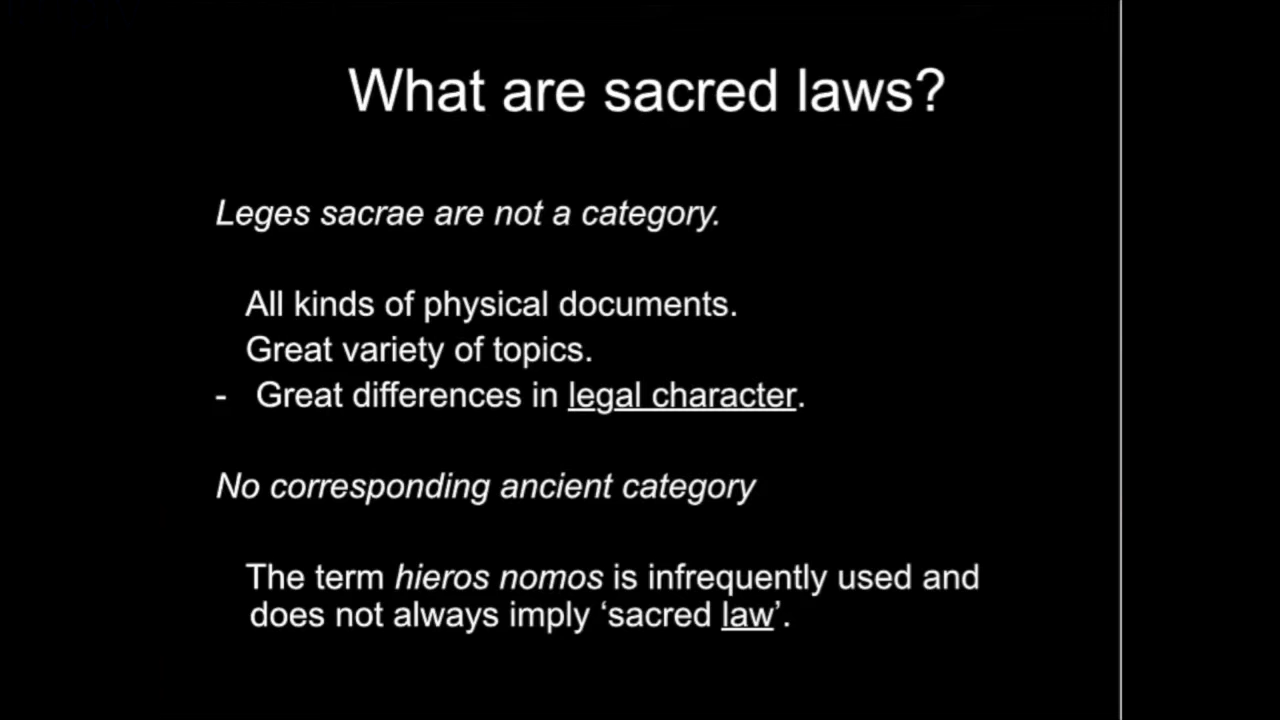 What are sacred laws?
Leges sacrae are not a category.
All kinds of physical documents.
Great variety of topics.
- Great differences in legal character.
No corresponding ancient category
The term hieros nomos is infrequently used and
does not always imply ‘sacred law’.